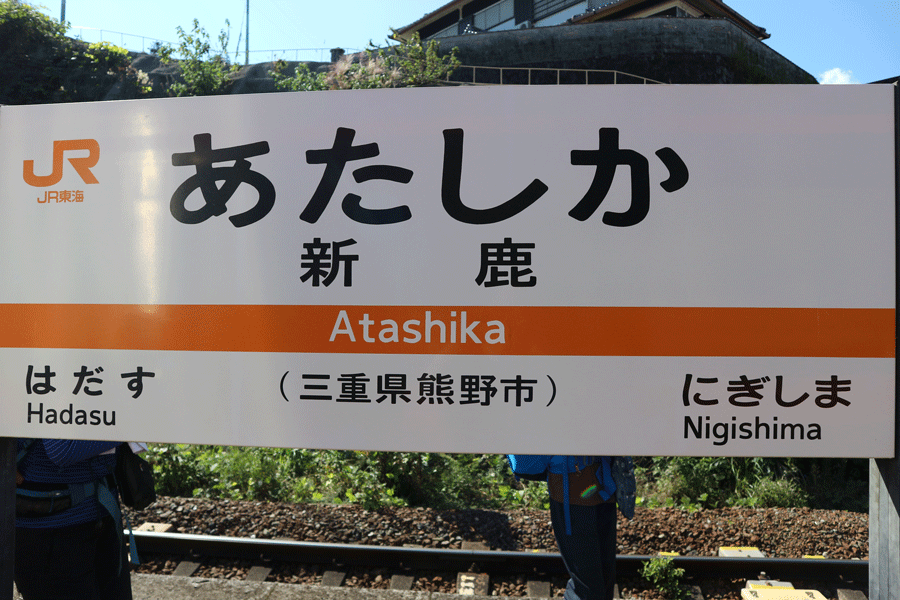 JR
JR東海
あたしか
新鹿
Atashika
はだす
Hadasu
（三重県熊野市）
にぎしま
Nigishima